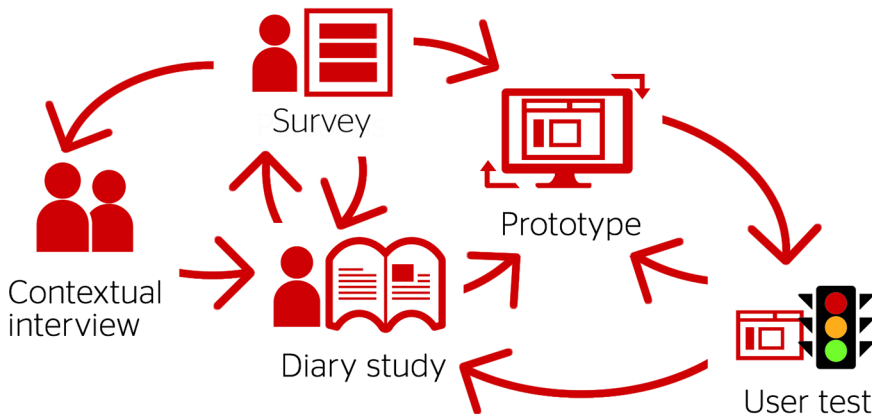 Survey
Prototype
Contextual
interview
Diary study
User test